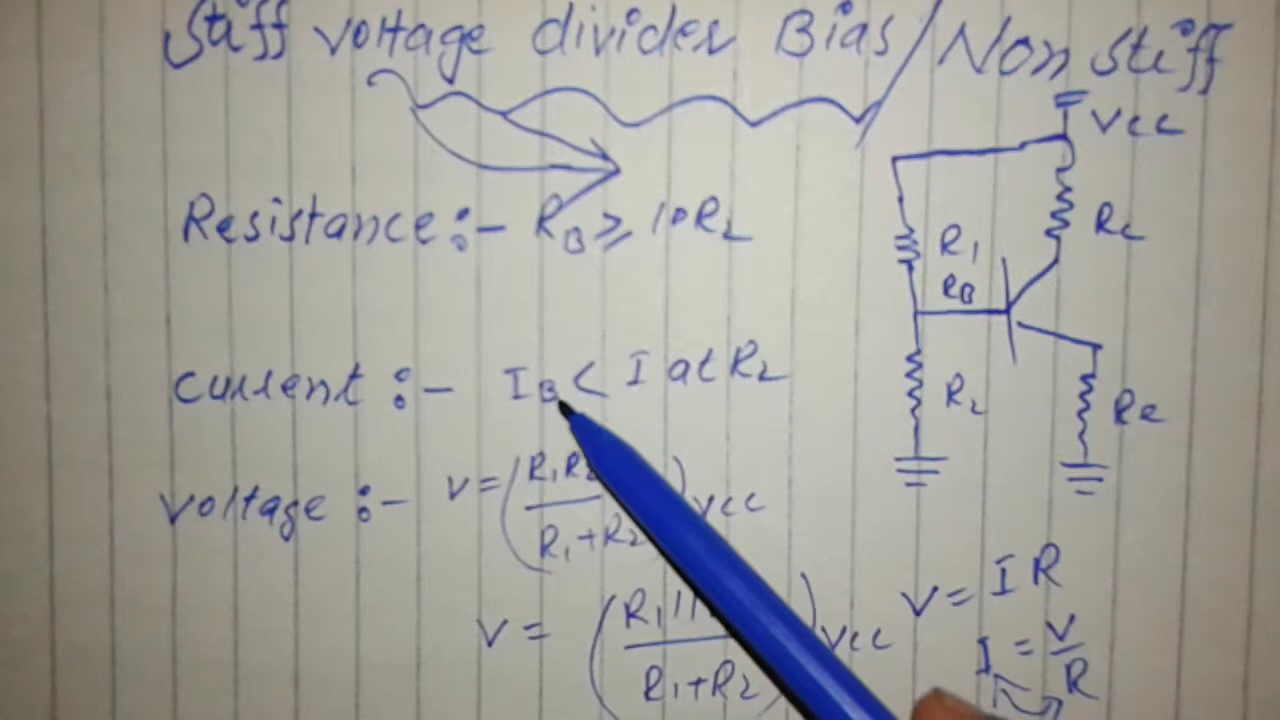 Stiff voltage divider Bias/Non stiff
Vcc
Resistance :- RB ≥ 10R2
R1
RB
Rc
Current :- IB < I at R2
R2
Re
Voltage :- V = (R1R2 / R1+R2) Vcc
V = (R1|| / R1+R2) Vcc
V = IR
I = V/R